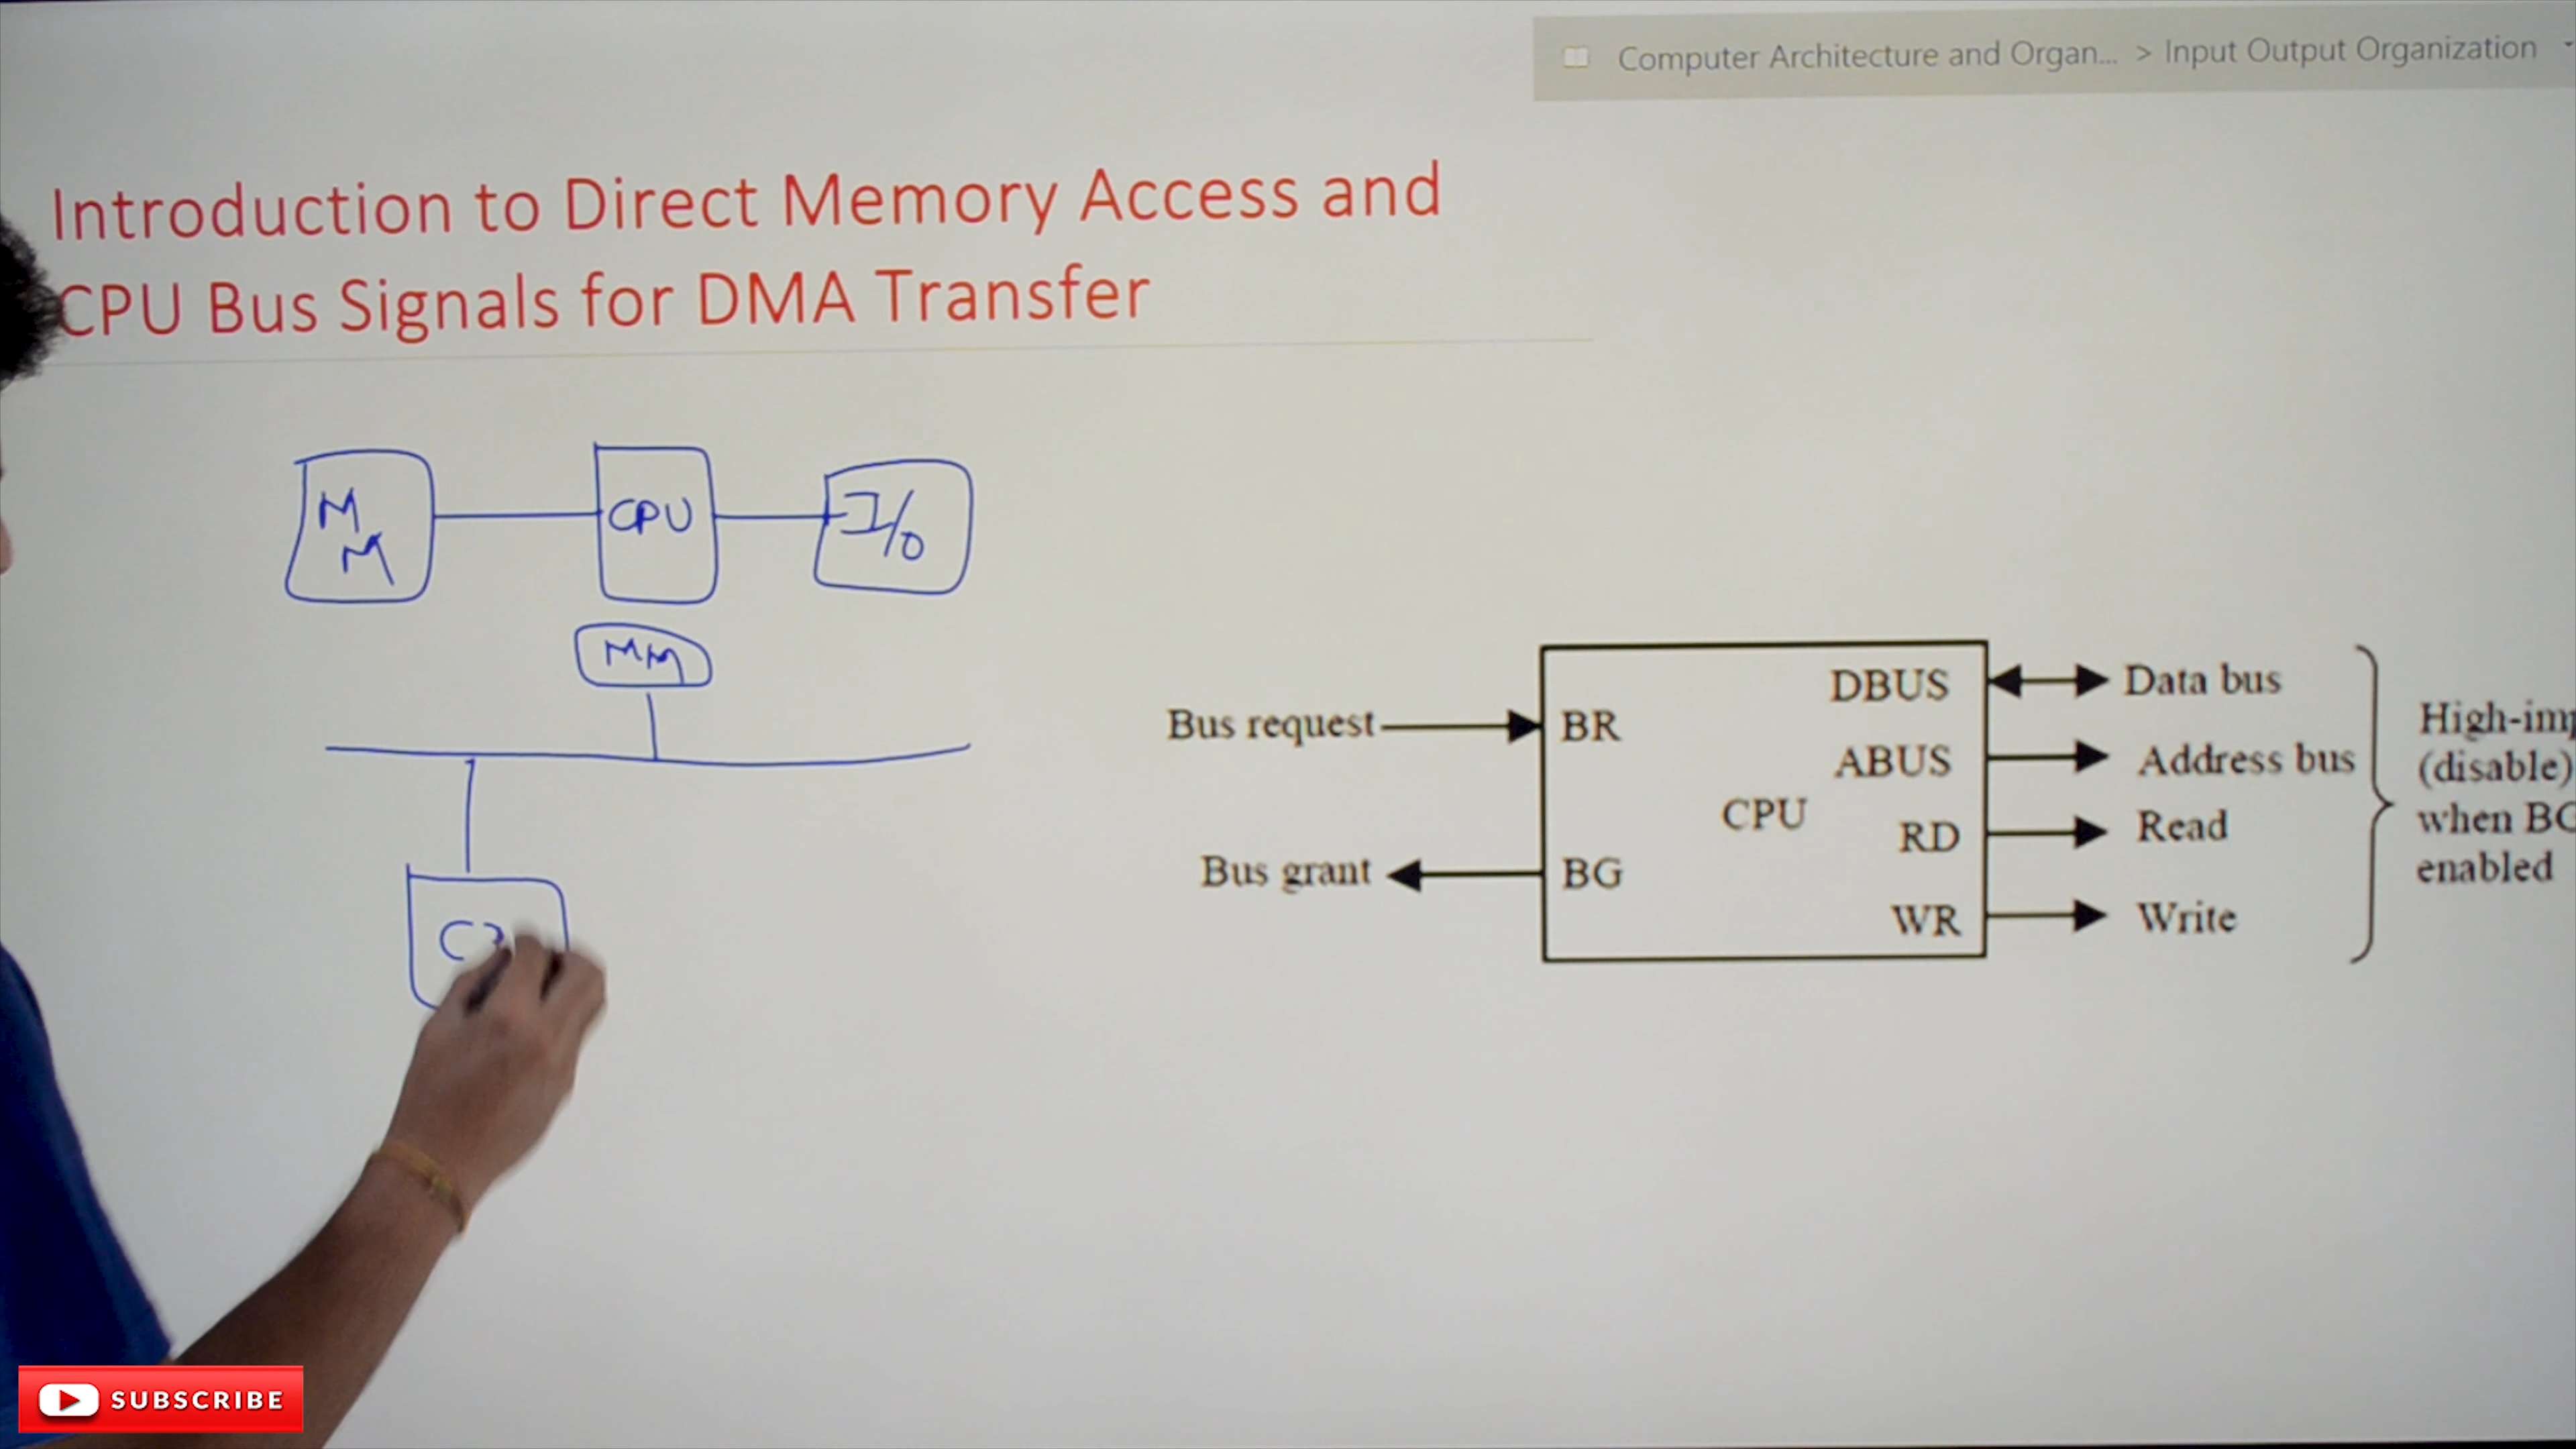 Computer Architecture and Organ... > Input Output Organization
Introduction to Direct Memory Access and
CPU Bus Signals for DMA Transfer
M
M
CPU
I/O
MM
Bus request
BR
Bus grant
BG
CPU
DBUS
ABUS
RD
WR
Data bus
Address bus
Read
Write
(disable)
when
enabled
SUBSCRIBE